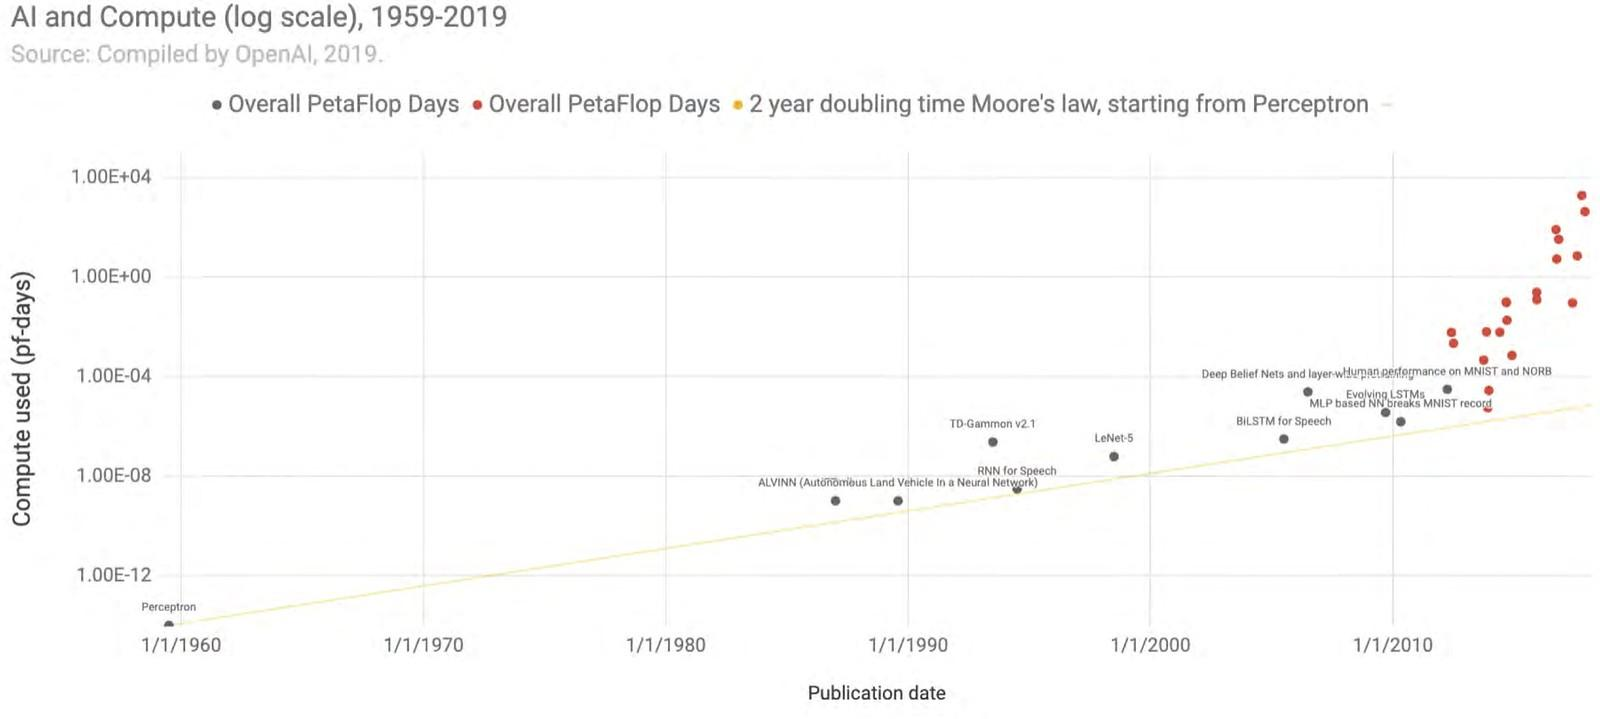 AI and Compute (log scale), 1959-2019
Source: Compiled by OpenAI, 2019.
Overall PetaFlop Days Overall PetaFlop Days 2 year doubling time Moore's law, starting from Perceptron
1.00E+04
1.00E+00
1.00E-04
1.00E-08
1.00E-12
Compute used (pf-days)
Deep Belief Nets and layer-wise pretraining
Human performance on MNIST and NORB
Evolving LSTMs
MLP based NN breaks MNIST record
BiLSTM for Speech
TD-Gammon v2.1
LeNet-5
RNN for Speech
ALVINN (Autonomous Land Vehicle In a Neural Network)
Perceptron
1/1/1960 1/1/1970 1/1/1980 1/1/1990 1/1/2000 1/1/2010
Publication date